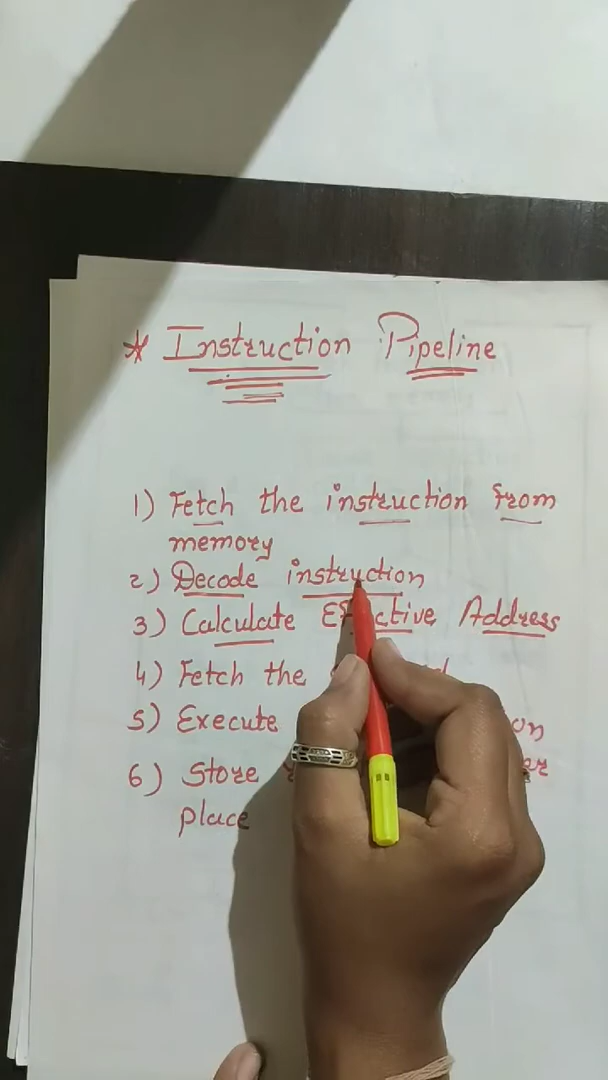 * Instruction Pipeline
1) Fetch the instruction from
memory
2) Decode instruction
3) Calculate Effective Address
4) Fetch the
5) Execute
6) Store
place